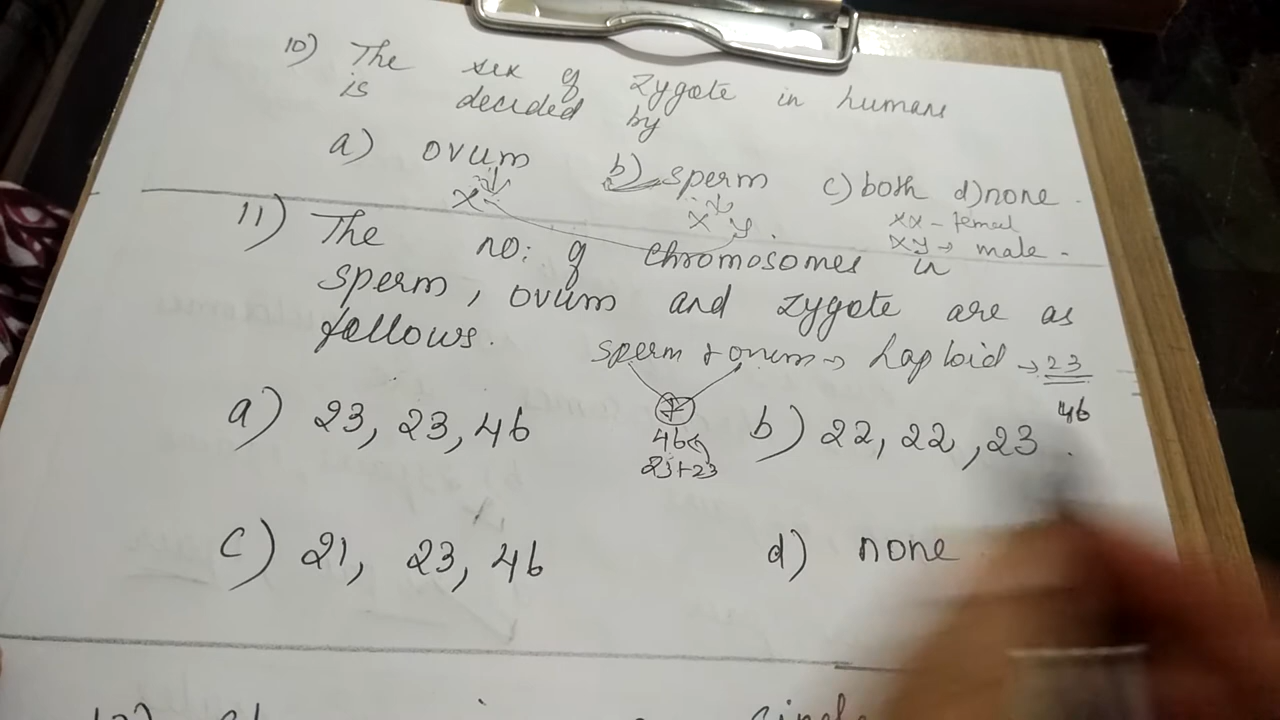 10) The sex of zygote in humans
is decided by
a) ovum b) sperm c) both d) none.
X X y. xx - femal
xy → male -
11) The no: of chromosomes in
sperm, ovum and zygote are as
follows.
sperm + ovum → haploid → 23
46
a) 23, 23, 46 b) 22, 22, 23.
46
23+23
c) 21, 23, 46 d) none